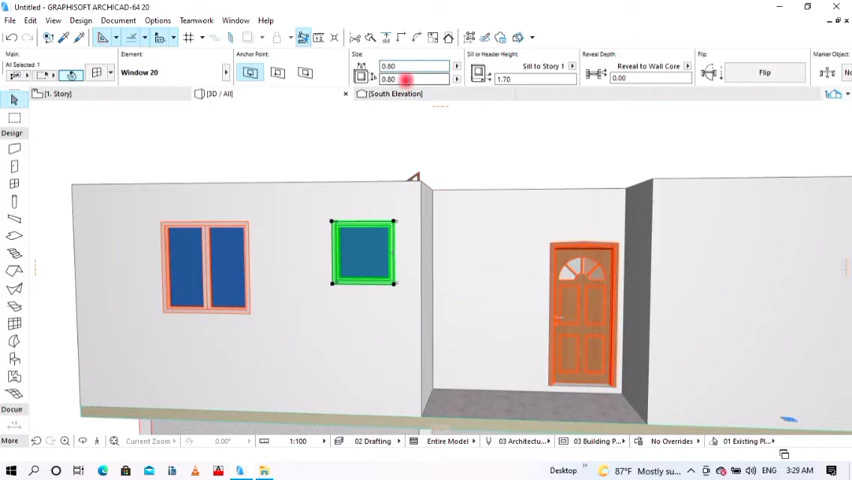 Untitled - GRAPHISOFT ARCHICAD-64 20
File Edit View Design Document Options Teamwork Window Help
Main: Element: Anchor Point: Size: Sill or Header Height: Reveal Depth: Flip: Marker Object:
All Selected: 1
Window 20
0.80
0.80
Sill to Story 1
1.70
Reveal to Wall Core
0.00
Flip
[1. Story]
[3D / All]
[South Elevation]
Design
Docu
More
Current Zoom
0.00°
1:100
02 Drafting
Entire Model
03 Architectu...
03 Building P...
No Overrides
01 Existing Pl...
Desktop
87°F Mostly su...
ENG
3:29 AM